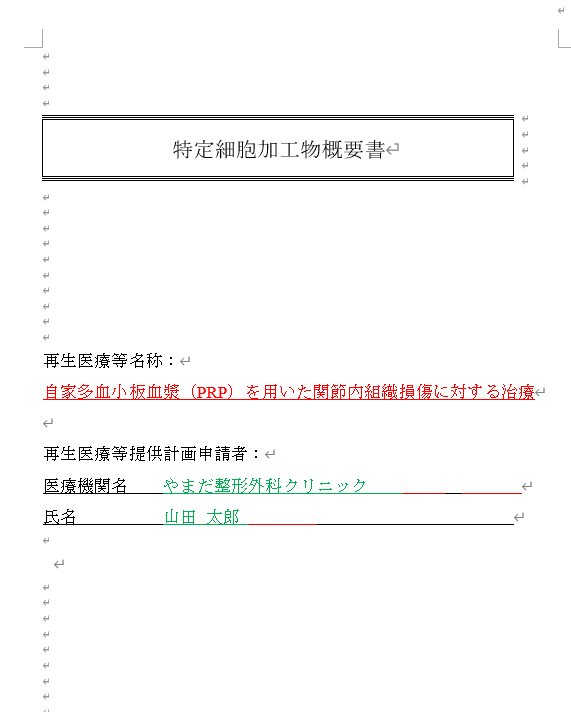 特定細胞加工物概要書
再生医療等名称：
自家多血小板血漿（PRP）を用いた関節内組織損傷に対する治療
再生医療等提供計画申請者：
医療機関名　　やまだ整形外科クリニック
氏名　　　　　山田 太郎